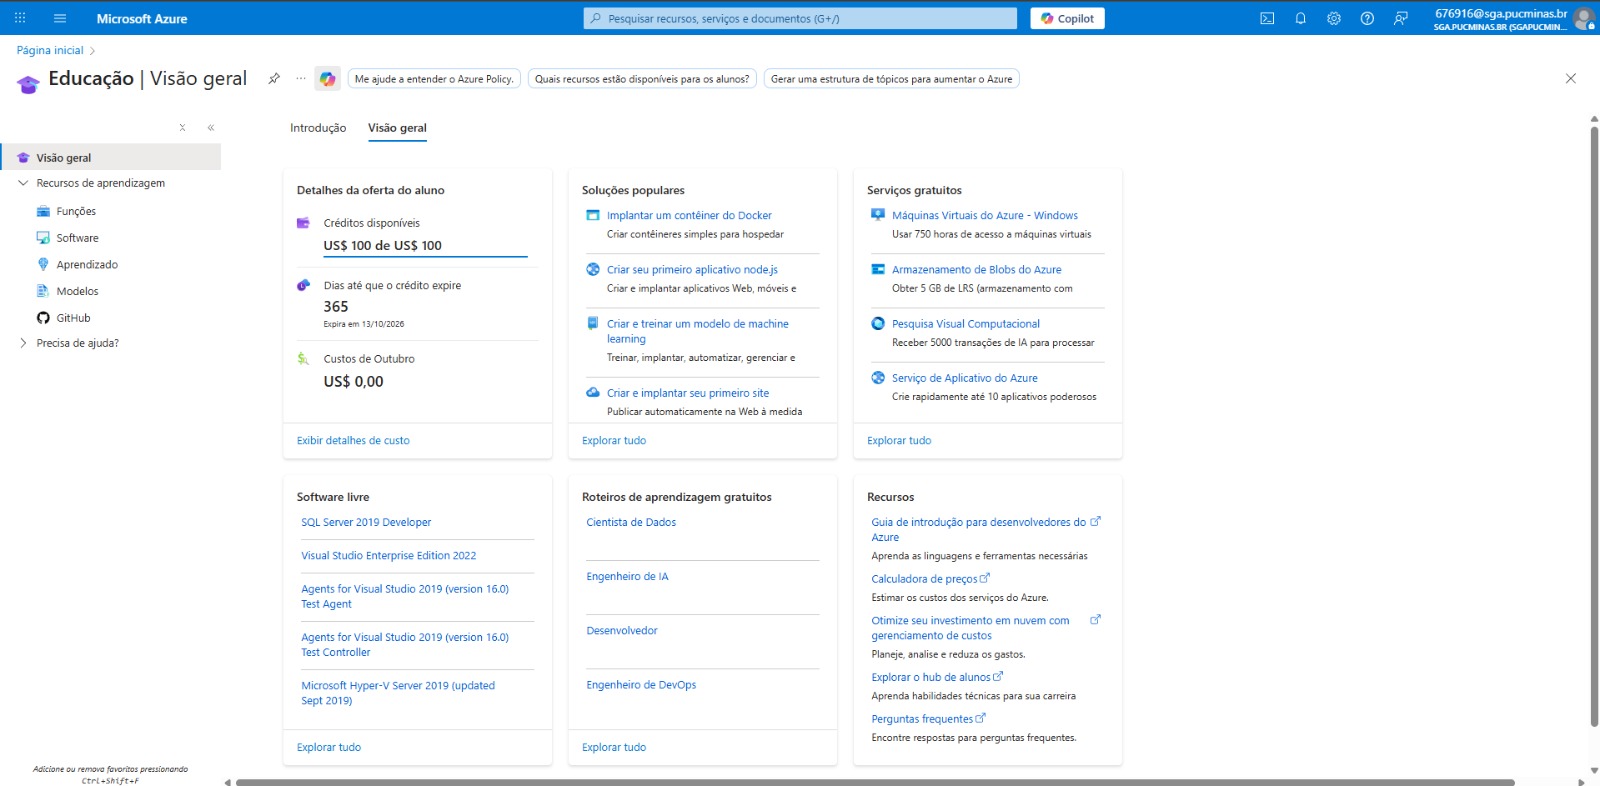 Microsoft Azure
Pesquisar recursos, serviços e documentos (G+/)
Copilot
676916@sga.pucminas.br
SGA.PUCMINAS.BR (SGAPUCMIN...
Página inicial
Educação | Visão geral
Me ajude a entender o Azure Policy.
Quais recursos estão disponíveis para os alunos?
Gerar uma estrutura de tópicos para aumentar o Azure
Visão geral
Recursos de aprendizagem
Funções
Software
Aprendizado
Modelos
GitHub
Precisa de ajuda?
Adicione ou remova favoritos pressionando
Ctrl+Shift+F
Introdução
Visão geral
Detalhes da oferta do aluno
Créditos disponíveis
US$ 100 de US$ 100
Dias até que o crédito expire
365
Expira em 13/10/2026
Custos de Outubro
US$ 0,00
Exibir detalhes de custo
Soluções populares
Implantar um contêiner do Docker
Criar contêineres simples para hospedar
Criar seu primeiro aplicativo node.js
Criar e implantar aplicativos Web, móveis e
Criar e treinar um modelo de machine
learning
Treinar, implantar, automatizar, gerenciar e
Criar e implantar seu primeiro site
Publicar automaticamente na Web à medida
Explorar tudo
Serviços gratuitos
Máquinas Virtuais do Azure - Windows
Usar 750 horas de acesso a máquinas virtuais
Armazenamento de Blobs do Azure
Obter 5 GB de LRS (armazenamento com
Pesquisa Visual Computacional
Receber 5000 transações de IA para processar
Serviço de Aplicativo do Azure
Crie rapidamente até 10 aplicativos poderosos
Explorar tudo
Software livre
SQL Server 2019 Developer
Visual Studio Enterprise Edition 2022
Agents for Visual Studio 2019 (version 16.0)
Test Agent
Agents for Visual Studio 2019 (version 16.0)
Test Controller
Microsoft Hyper-V Server 2019 (updated
Sept 2019)
Explorar tudo
Roteiros de aprendizagem gratuitos
Cientista de Dados
Engenheiro de IA
Desenvolvedor
Engenheiro de DevOps
Explorar tudo
Recursos
Guia de introdução para desenvolvedores do
Azure
Aprenda as linguagens e ferramentas necessárias
Calculadora de preços
Estimar os custos dos serviços do Azure.
Otimize seu investimento em nuvem com
gerenciamento de custos
Planeje, analise e reduza os gastos.
Explorar o hub de alunos
Aprenda habilidades técnicas para sua carreira
Perguntas frequentes
Encontre respostas para perguntas frequentes.